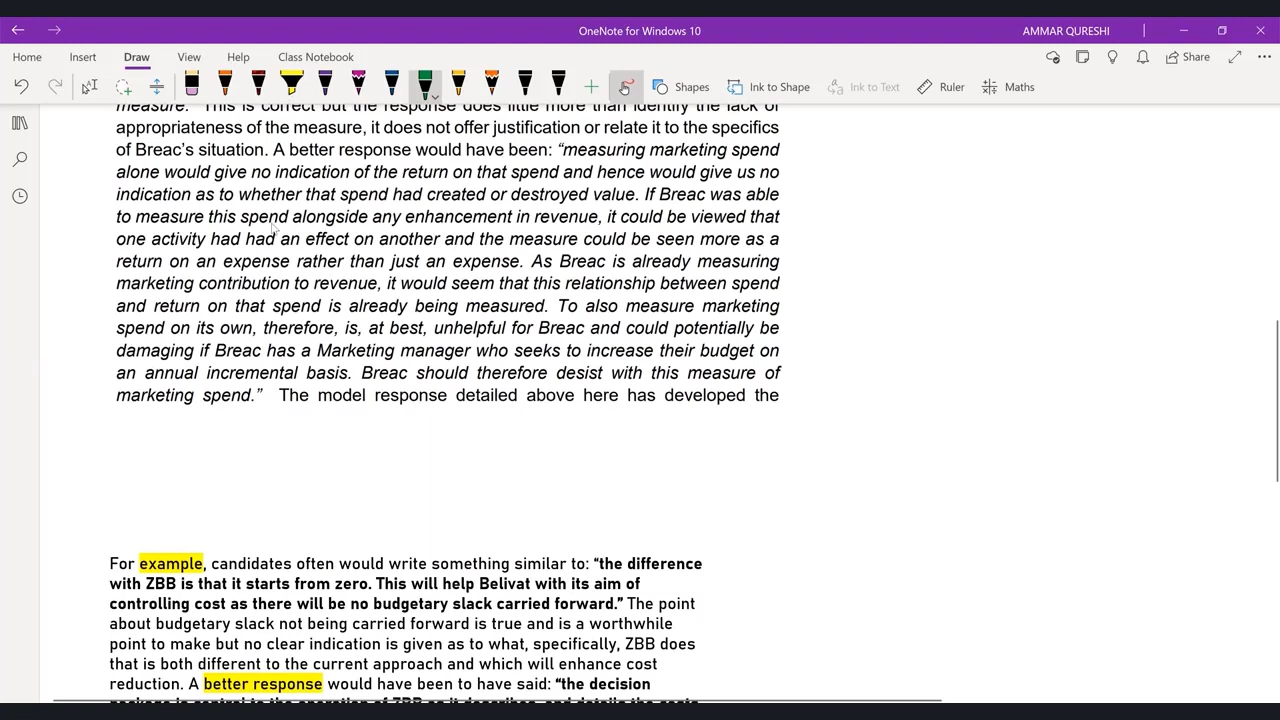 OneNote for Windows 10
AMMAR QURESHI
Home Insert Draw View Help Class Notebook
Share
Shapes Ink to Shape Ink to Text Ruler Maths
measure." This is correct but the response does little more than identify the lack of
appropriateness of the measure, it does not offer justification or relate it to the specifics
of Breac's situation. A better response would have been: "measuring marketing spend
alone would give no indication of the return on that spend and hence would give us no
indication as to whether that spend had created or destroyed value. If Breac was able
to measure this spend alongside any enhancement in revenue, it could be viewed that
one activity had had an effect on another and the measure could be seen more as a
return on an expense rather than just an expense. As Breac is already measuring
marketing contribution to revenue, it would seem that this relationship between spend
and return on that spend is already being measured. To also measure marketing
spend on its own, therefore, is, at best, unhelpful for Breac and could potentially be
damaging if Breac has a Marketing manager who seeks to increase their budget on
an annual incremental basis. Breac should therefore desist with this measure of
marketing spend." The model response detailed above here has developed the
For example, candidates often would write something similar to: "the difference
with ZBB is that it starts from zero. This will help Belivat with its aim of
controlling cost as there will be no budgetary slack carried forward." The point
about budgetary slack not being carried forward is true and is a worthwhile
point to make but no clear indication is given as to what, specifically, ZBB does
that is both different to the current approach and which will enhance cost
reduction. A better response would have been to have said: "the decision